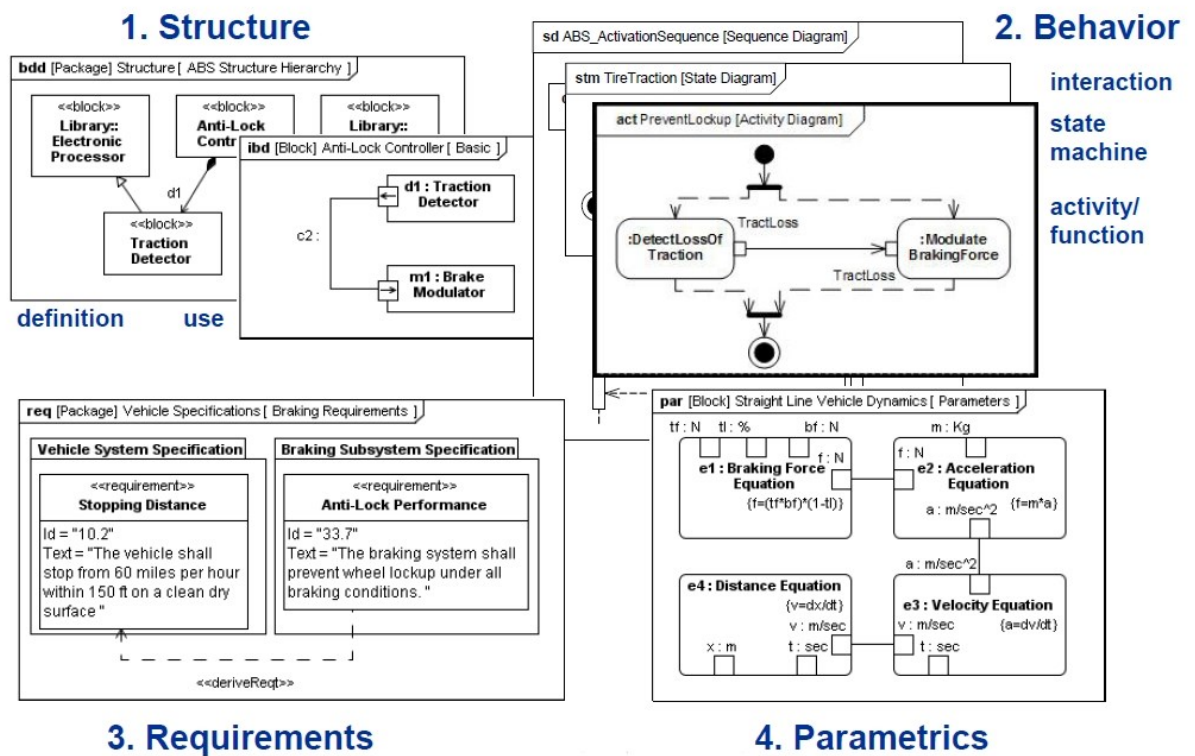 1. Structure
bdd [Package] Structure [ ABS Structure Hierarchy ]
<<block>>
Library::
Electronic
Processor
<<block>>
Anti-Lock
<<block>>
Library::
d1
<<block>>
Traction
Detector
definition
use
ibd [Block] Anti-Lock Controller [ Basic ]
d1 : Traction
Detector
c2 :
m1 : Brake
Modulator
2. Behavior
sd ABS_ActivationSequence [Sequence Diagram]
stm TireTraction [State Diagram]
act PreventLockup [Activity Diagram]
TractLoss
:DetectLossOf
Traction
:Modulate
BrakingForce
TractLoss
interaction
state
machine
activity/
function
req [Package] Vehicle Specifications [ Braking Requirements ]
Vehicle System Specification
<<requirement>>
Stopping Distance
Id = "10.2"
Text = "The vehicle shall
stop from 60 miles per hour
within 150 ft on a clean dry
surface "
Braking Subsystem Specification
<<requirement>>
Anti-Lock Performance
Id = "33.7"
Text = "The braking system shall
prevent wheel lockup under all
braking conditions. "
<<deriveReqt>>
3. Requirements
par [Block] Straight Line Vehicle Dynamics [ Parameters ]
tf : N tl : % bf : N
f : N
e1 : Braking Force
Equation
{f=(tf*bf)*(1-tl)}
m : Kg
f : N
e2 : Acceleration
Equation
{f=m*a}
a : m/sec^2
a : m/sec^2
e4 : Distance Equation
{v=dx/dt}
v : m/sec
x : m
t : sec
e3 : Velocity Equation
v : m/sec
{a=dv/dt}
t : sec
4. Parametrics